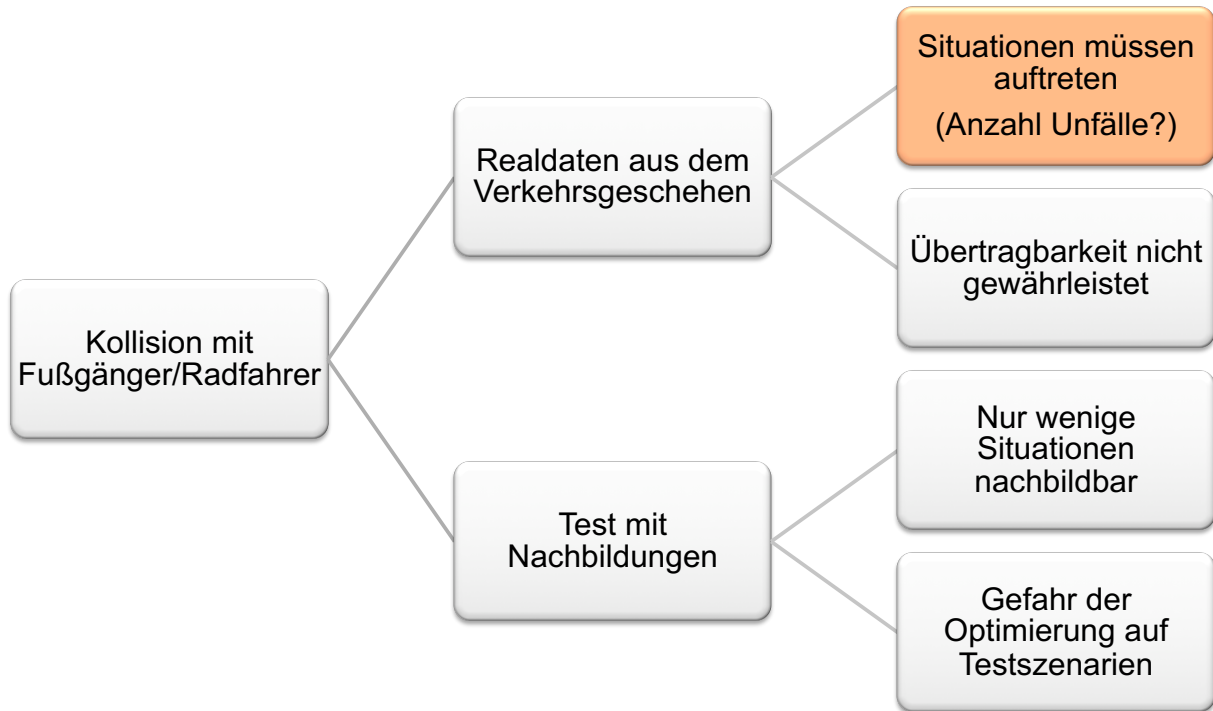 Kollision mit
Fußgänger/Radfahrer
Realdaten aus dem
Verkehrsgeschehen
Situationen müssen
auftreten
(Anzahl Unfälle?)
Übertragbarkeit nicht
gewährleistet
Test mit
Nachbildungen
Nur wenige
Situationen
nachbildbar
Gefahr der
Optimierung auf
Testszenarien